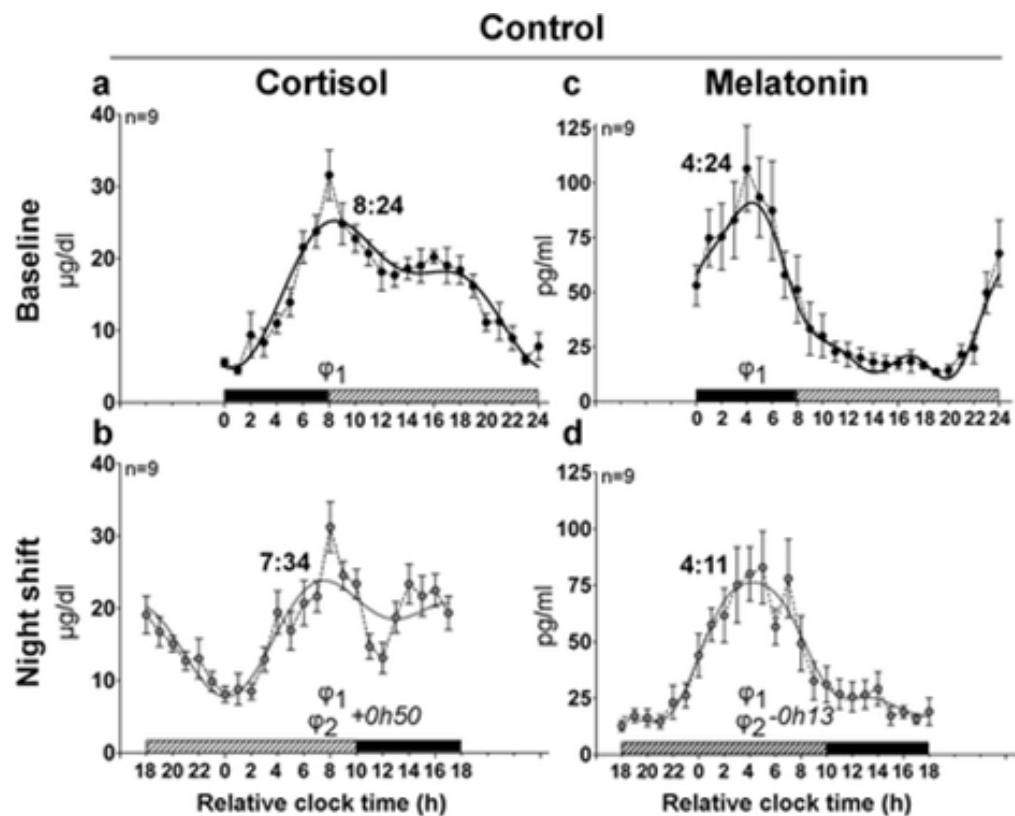 Control
a Cortisol c Melatonin
Baseline
µg/dl
40
30
20
10
0
n=9
8:24
φ1
0 2 4 6 8 10 12 14 16 18 20 22 24
pg/ml
125
100
75
50
25
0
n=9
4:24
φ1
0 2 4 6 8 10 12 14 16 18 20 22 24
b d
Night shift
µg/dl
40
30
20
10
0
n=9
7:34
φ1
φ2 +0h50
18 20 22 0 2 4 6 8 10 12 14 16 18
Relative clock time (h)
pg/ml
125
100
75
50
25
0
n=9
4:11
φ1
φ2 -0h13
18 20 22 0 2 4 6 8 10 12 14 16 18
Relative clock time (h)